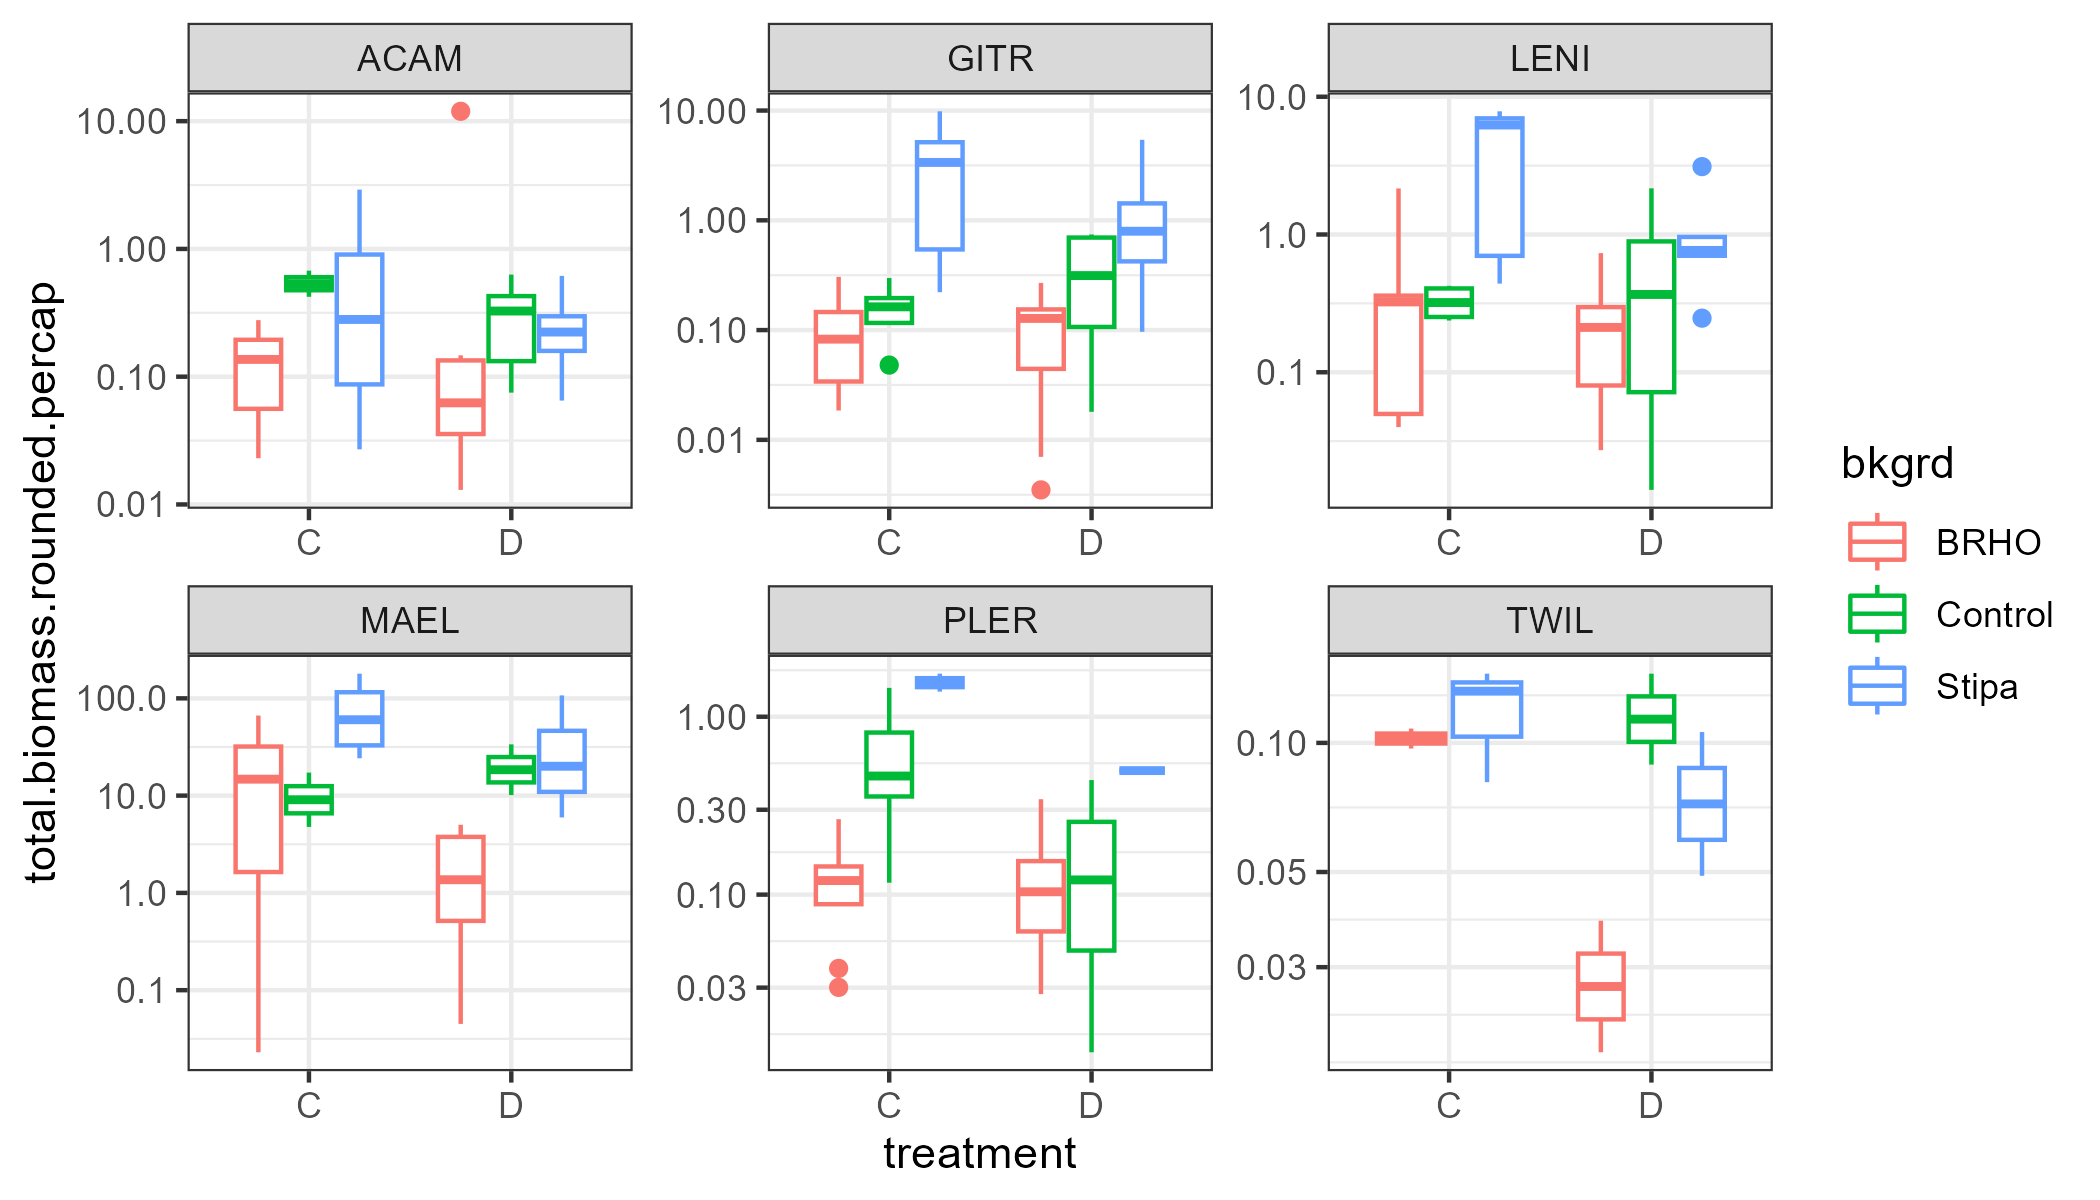 total.biomass.rounded.percap
ACAM
10.00
1.00
0.10
0.01
C D
GITR
10.00
1.00
0.10
0.01
C D
LENI
10.0
1.0
0.1
C D
MAEL
100.0
10.0
1.0
0.1
C D
PLER
1.00
0.30
0.10
0.03
C D
TWIL
0.10
0.05
0.03
C D
treatment
bkgrd
BRHO
Control
Stipa